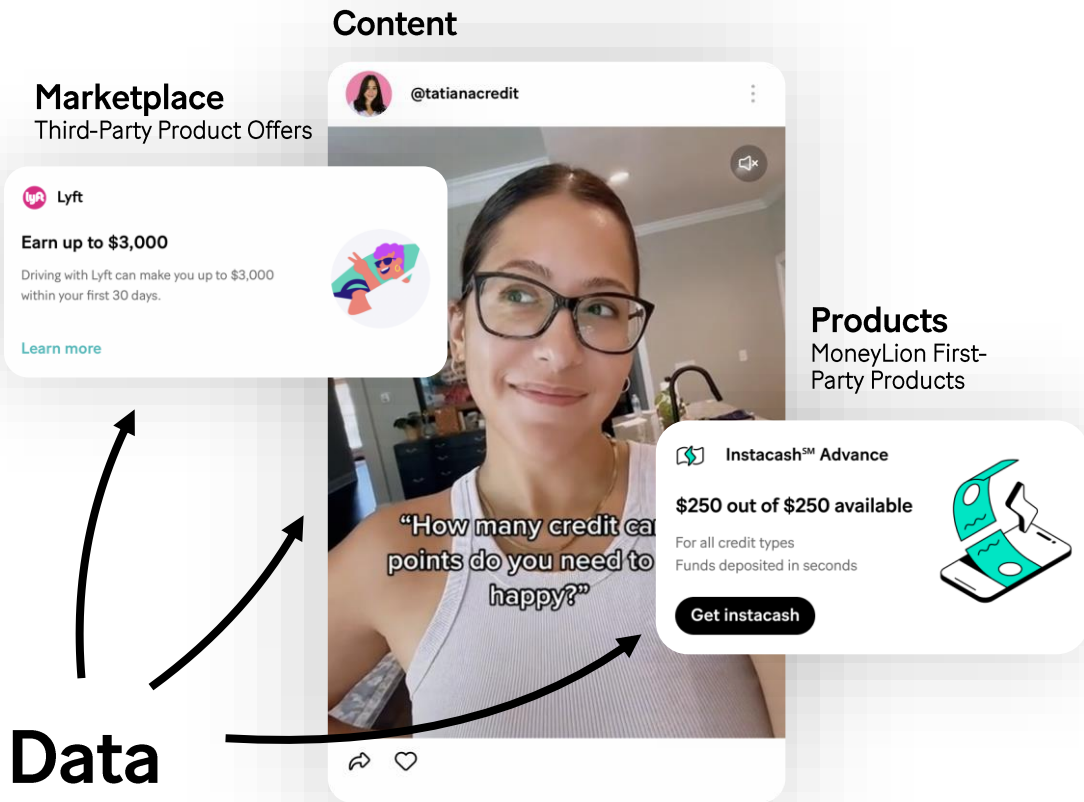 Content
Marketplace
Third-Party Product Offers
@tatianacredit
lyft
Lyft
Earn up to $3,000
Driving with Lyft can make you up to $3,000
within your first 30 days.
Learn more
Products
MoneyLion First-
Party Products
Instacash℠ Advance
$250 out of $250 available
For all credit types
Funds deposited in seconds
Get instacash
“How many credit
points do you need to
happy?”
Data